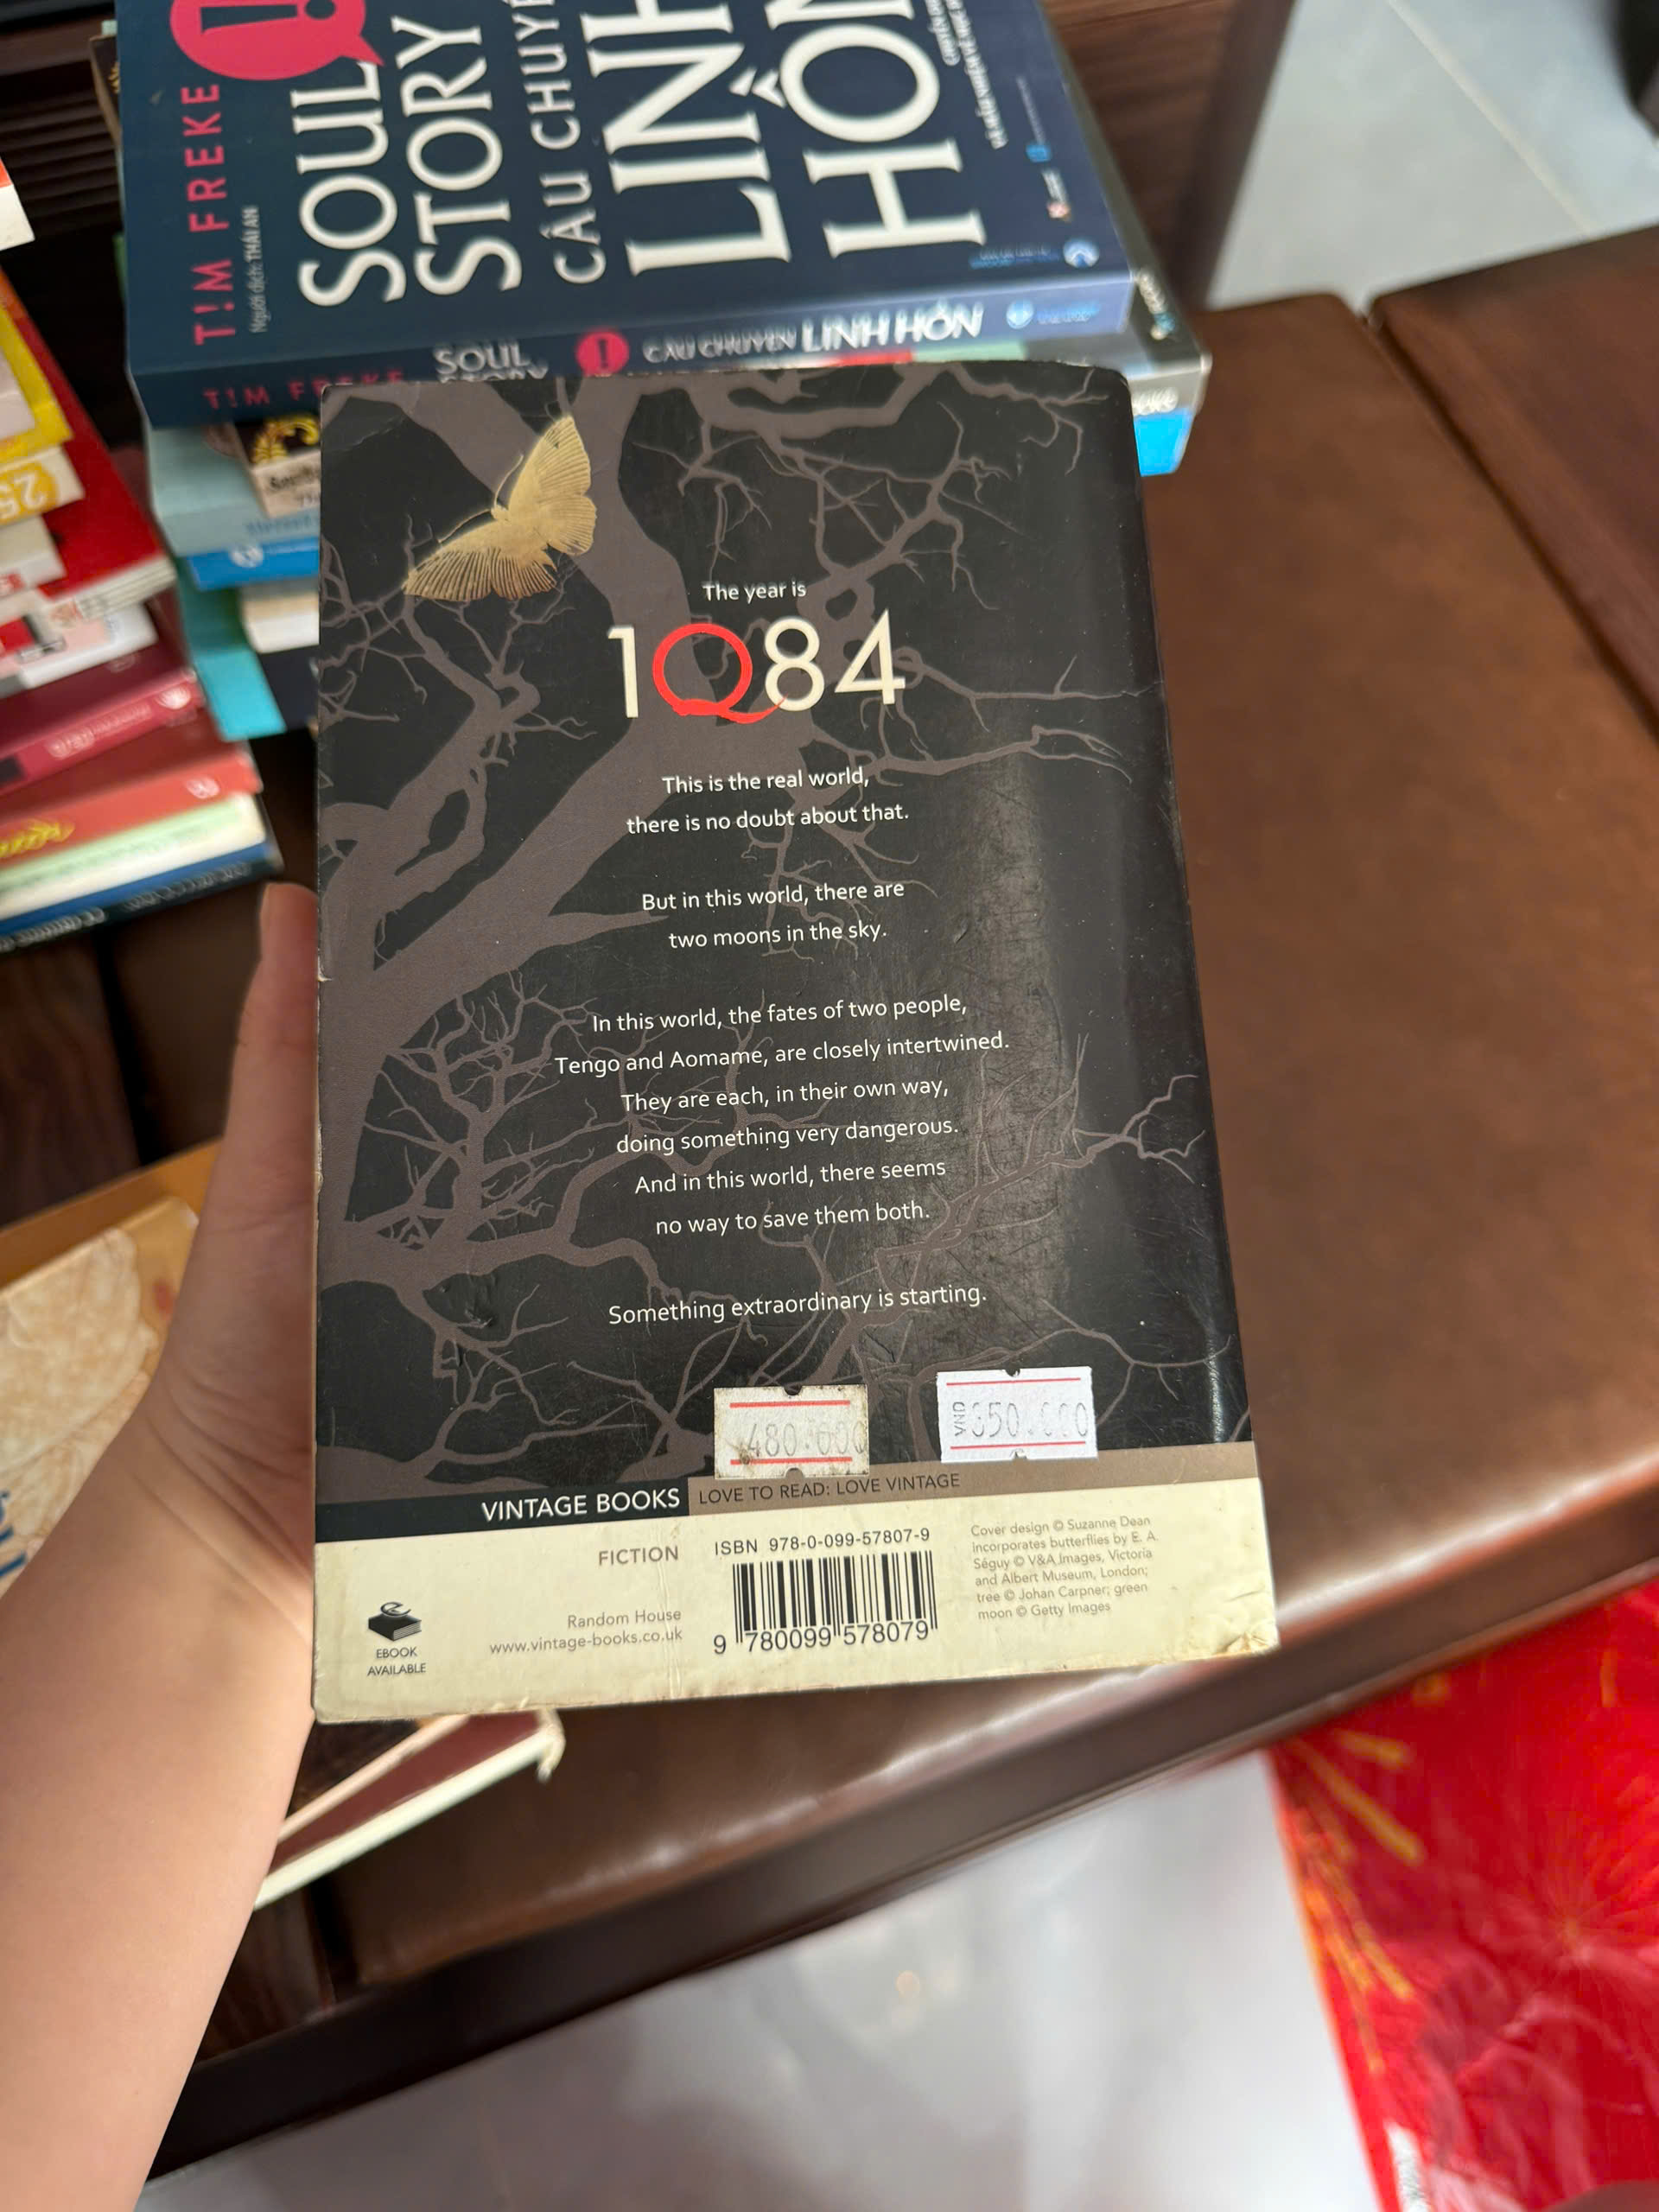 T!M FREKE
Người dịch: THÁI AN
SOUL
STORY
CÂU CHUYỆN
LINH
HỒN
T!M FREKE
SOUL
STORY
CÂU CHUYỆN LINH HỒN
25
The year is
1Q84
This is the real world,
there is no doubt about that.
But in this world, there are
two moons in the sky.
In this world, the fates of two people,
Tengo and Aomame, are closely intertwined.
They are each, in their own way,
doing something very dangerous.
And in this world, there seems
no way to save them both.
Something extraordinary is starting.
480.000
VND 350.000
VINTAGE BOOKS
LOVE TO READ: LOVE VINTAGE
FICTION
Random House
www.vintage-books.co.uk
EBOOK
AVAILABLE
ISBN 978-0-099-57807-9
9 780099 578079
Cover design © Suzanne Dean
incorporates butterflies by E. A.
Séguy © V&A Images, Victoria
and Albert Museum, London;
tree © Johan Carpner; green
moon © Getty Images